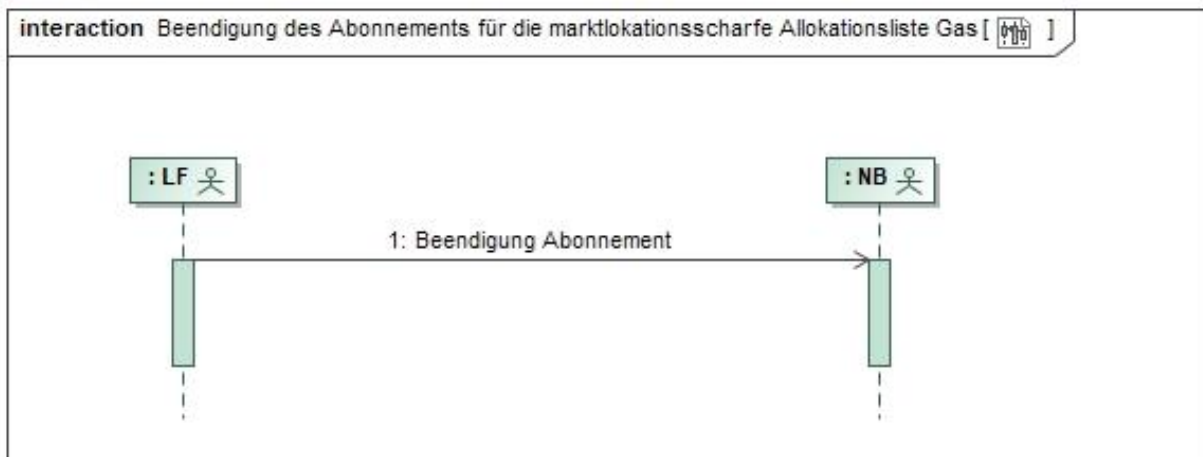 interaction Beendigung des Abonnements für die marktlokationsscharfe Allokationsliste Gas [ ]
: LF
: NB
1: Beendigung Abonnement